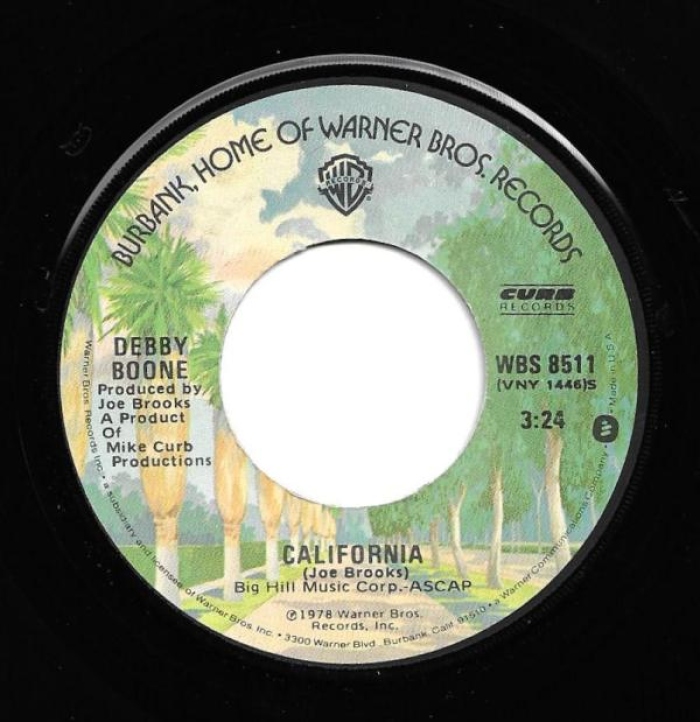 BURBANK, HOME OF WARNER BROS. RECORDS
WB
RECORDS
®
CURB
RECORDS
DEBBY
BOONE
Produced by
Joe Brooks
A Product
Of
Mike Curb
Productions
WBS 8511
(VNY 1446)S
3:24
CALIFORNIA
(Joe Brooks)
Big Hill Music Corp.-ASCAP
℗1978 Warner Bros.
Records, Inc.
Warner Bros. Records Inc. • a subsidiary and licensee of Warner Bros. Inc. • 3300 Warner Blvd., Burbank, Calif. 91510 • a Warner Communications Company • Made in U.S.A.